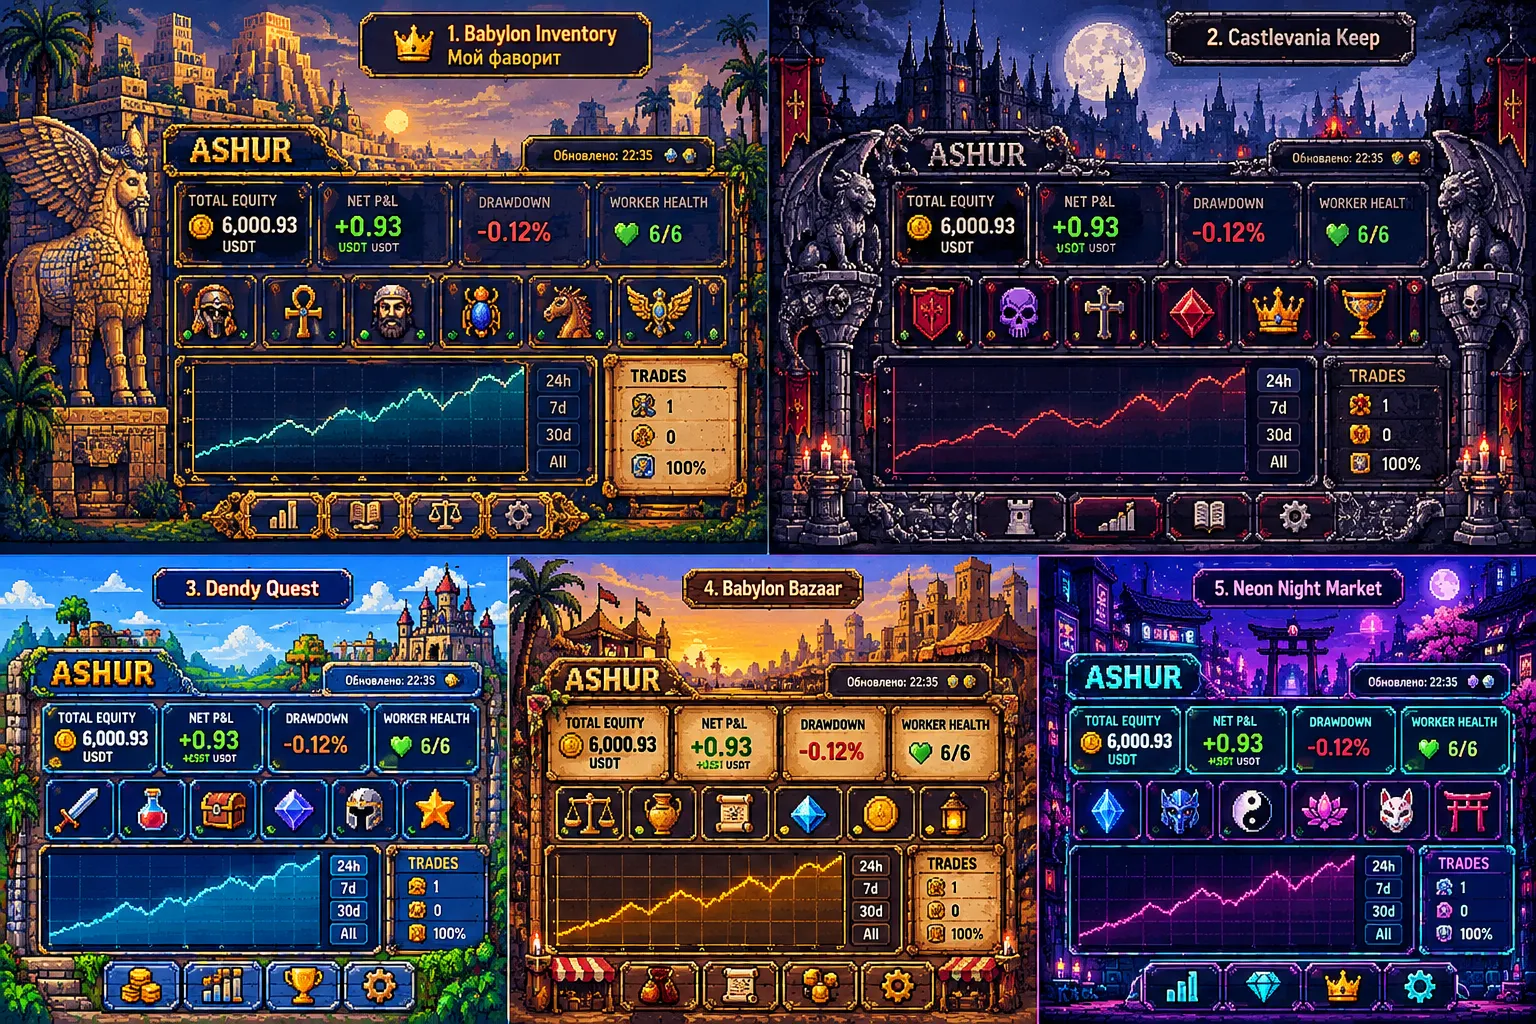 1. Babylon Inventory
Мой фаворит
ASHUR
Обновлено: 22:35
TOTAL EQUITY
6,000.93
USDT
NET P&L
+0.93
USDT USDT
DRAWDOWN
-0.12%
WORKER HEALTH
6/6
24h
7d
30d
All
TRADES
1
0
100%
2. Castlevania Keep
ASHUR
Обновлено: 22:35
TOTAL EQUITY
6,000.93
USDT
NET P&L
+0.93
USDT USDT
DRAWDOWN
-0.12%
WORKER HEALT
6/6
24h
7d
30d
All
TRADES
1
0
100%
3. Dendy Quest
ASHUR
Обновлено: 22:35
TOTAL EQUITY
6,000.93
USDT
NET P&L
+0.93
USDT
DRAWDOWN
-0.12%
WORKER HEALTH
6/6
24h
7d
30d
All
TRADES
1
0
100%
4. Babylon Bazaar
ASHUR
Обновлено: 22:35
TOTAL EQUITY
6,000.93
USDT
NET P&L
+0.93
USDT
DRAWDOWN
-0.12%
WORKER HEALTH
6/6
24h
7d
30d
All
TRADES
1
0
100%
5. Neon Night Market
ASHUR
Обновлено: 22:35
TOTAL EQUITY
6,000.93
USDT
NET P&L
+0.93
USDT
DRAWDOWN
-0.12%
WORKER HEALTH
6/6
24h
7d
30d
All
TRADES
1
0
100%